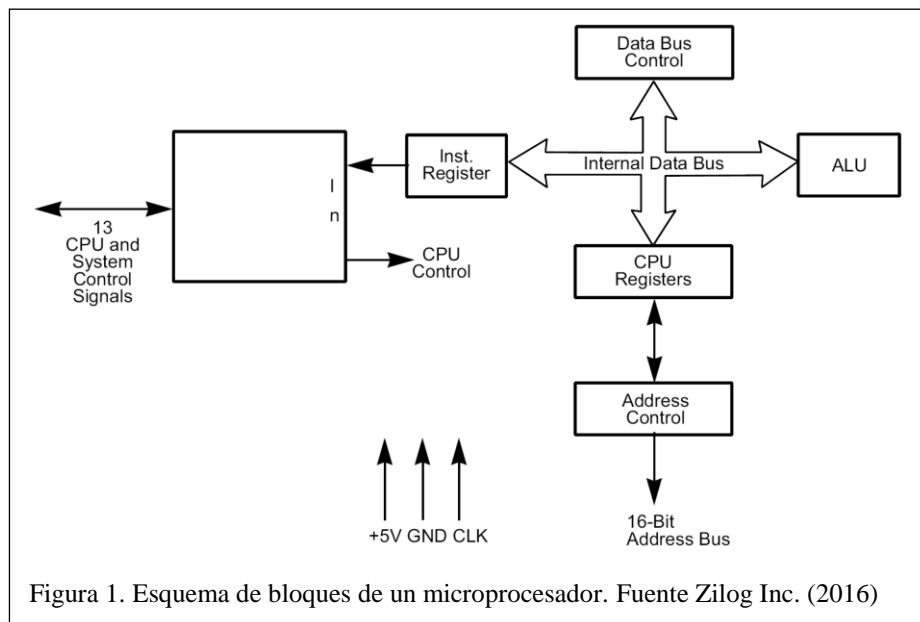 Data Bus
Control
Inst.
Register
Internal Data Bus
ALU
I
n
13
CPU and
System
Control
Signals
CPU
Control
CPU
Registers
Address
Control
+5V GND CLK
16-Bit
Address Bus
Figura 1. Esquema de bloques de un microprocesador. Fuente Zilog Inc. (2016)